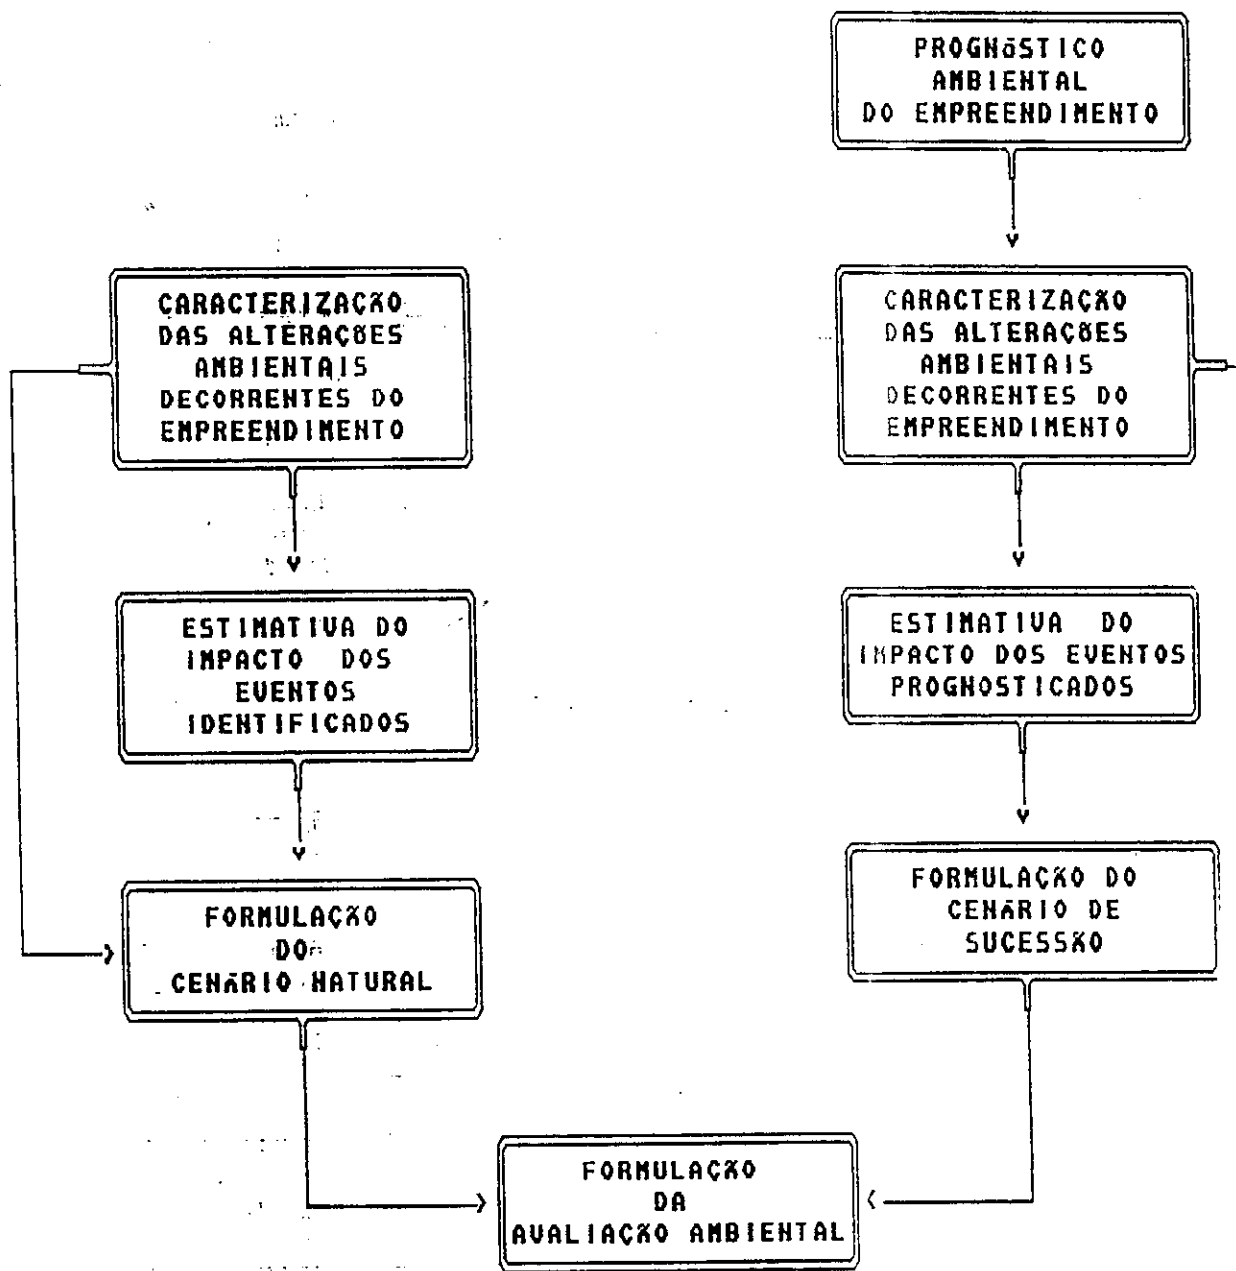 PROGNÓSTICO
AMBIENTAL
DO EMPREENDIMENTO
CARACTERIZAÇÃO
DAS ALTERAÇÕES
AMBIENTAIS
DECORRENTES DO
EMPREENDIMENTO
CARACTERIZAÇÃO
DAS ALTERAÇÕES
AMBIENTAIS
DECORRENTES DO
EMPREENDIMENTO
ESTIMATIVA DO
IMPACTO DOS
EVENTOS
IDENTIFICADOS
ESTIMATIVA DO
IMPACTO DOS EVENTOS
PROGNOSTICADOS
FORMULAÇÃO
DO
CENÁRIO NATURAL
FORMULAÇÃO DO
CENÁRIO DE
SUCESSÃO
FORMULAÇÃO
DA
AVALIAÇÃO AMBIENTAL